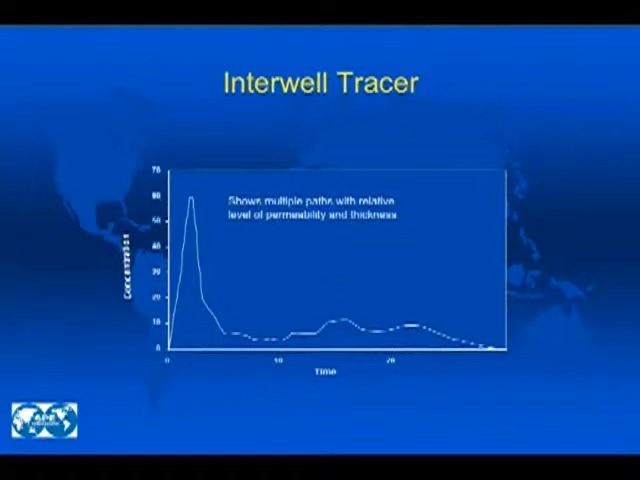 Interwell Tracer
70
Shows multiple paths with relative
level of permeability and thickness
60
50
40
30
20
10
0
Concentration
0 10 20
Time